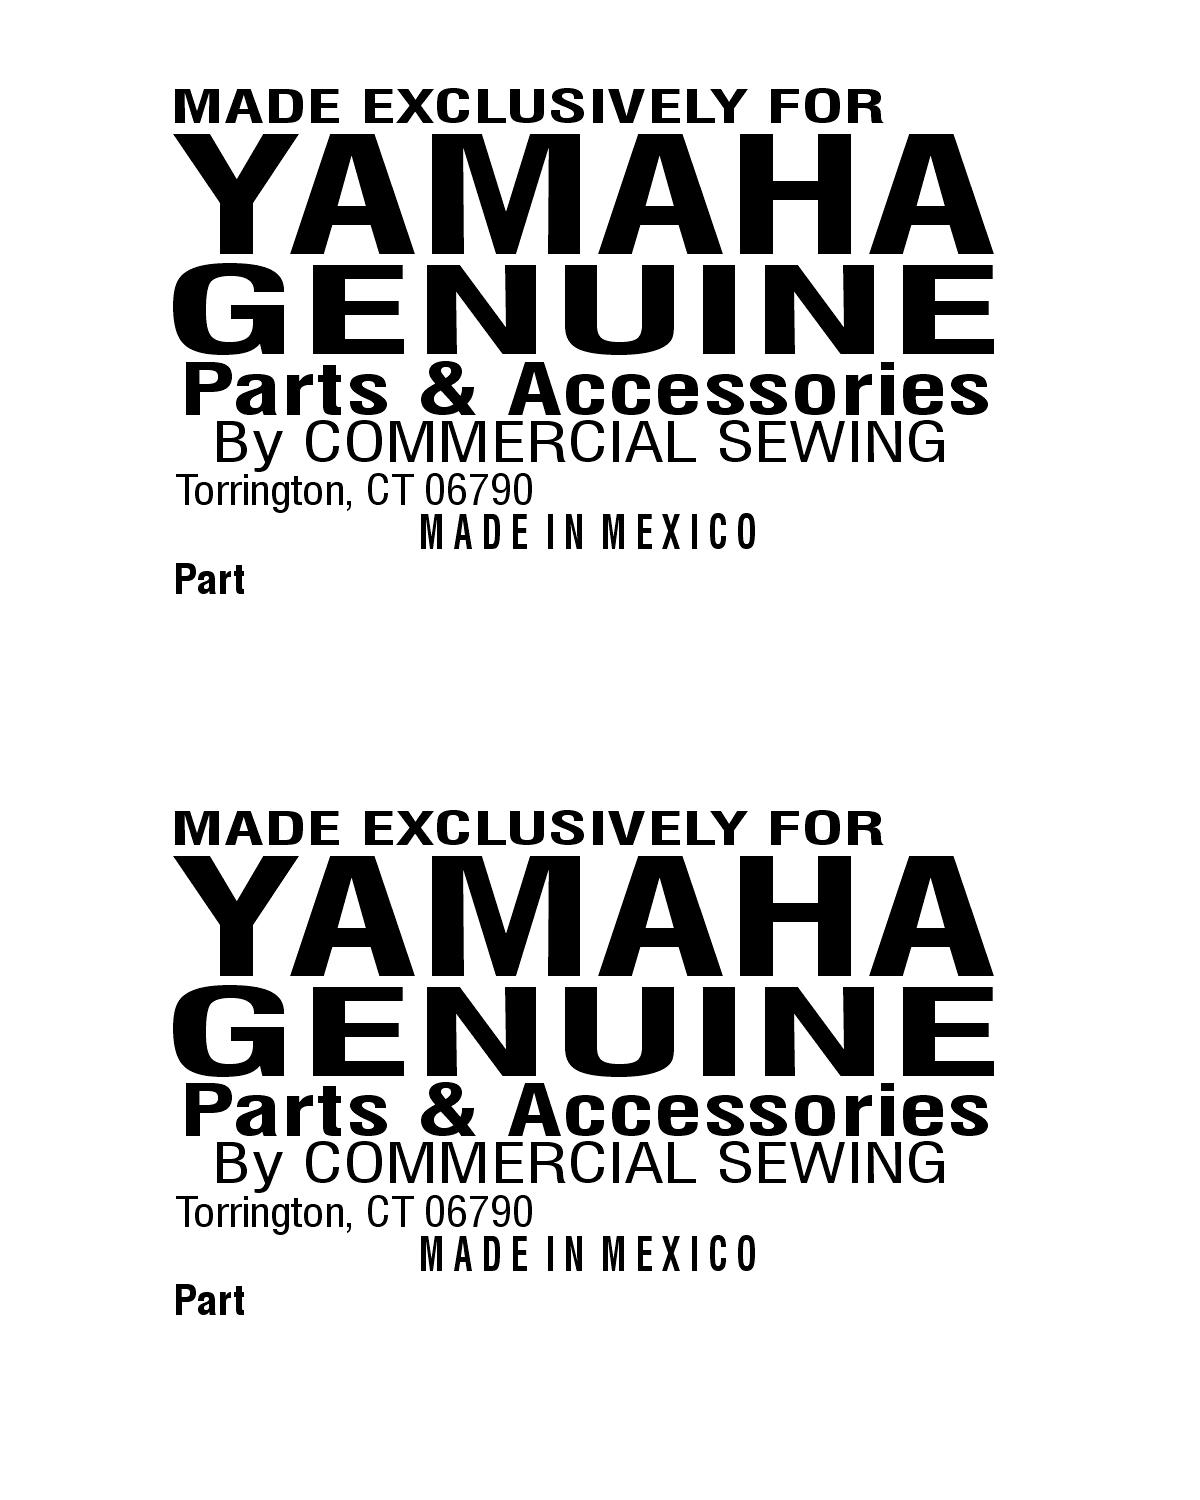 MADE EXCLUSIVELY FOR
YAMAHA
GENUINE
Parts & Accessories
By COMMERCIAL SEWING
Torrington, CT 06790
MADE IN MEXICO
Part
MADE EXCLUSIVELY FOR
YAMAHA
GENUINE
Parts & Accessories
By COMMERCIAL SEWING
Torrington, CT 06790
MADE IN MEXICO
Part